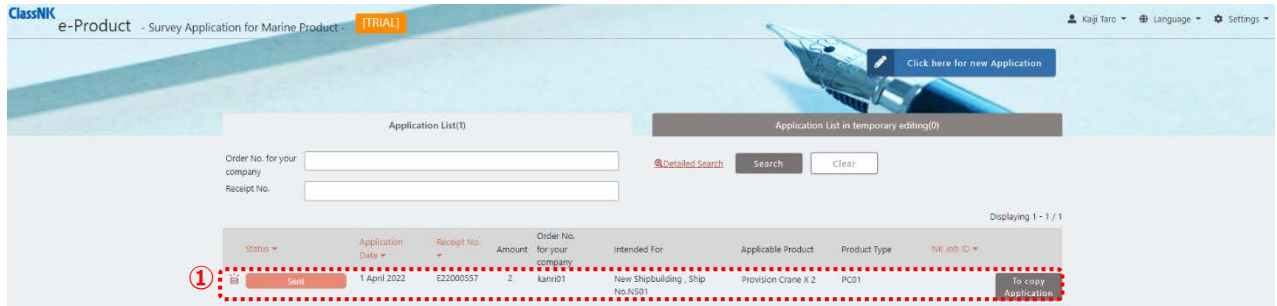 ClassNK
e-Product - Survey Application for Marine Product - [TRIAL]
Kaiji Taro Language Settings
Click here for new Application
Application List(1) Application List in temporary editing(0)
Order No. for your
company
Detailed Search Search Clear
Receipt No.
Displaying 1 - 1 / 1
Status
Application
Date
Receipt No.
Amount
Order No.
for your
company
Intended For
Applicable Product
Product Type
NK Job ID
①
Sent
1 April 2022
E22000557
2
kanri01
New Shipbuilding , Ship
No.NS01
Provision Crane X 2
PC01
To copy
Application